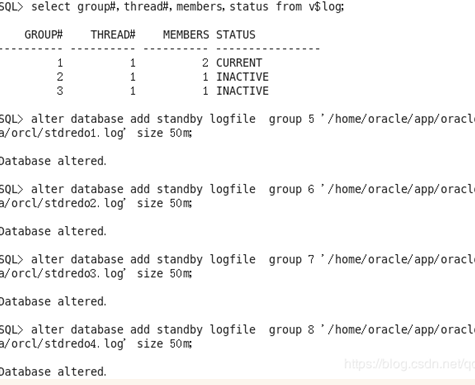 SQL> select group#, thread#, members, status from v$log;
GROUP# THREAD# MEMBERS STATUS
---------- ---------- ---------- ----------------
1 1 2 CURRENT
2 1 1 INACTIVE
3 1 1 INACTIVE
SQL> alter database add standby logfile group 5 '/home/oracle/app/oracl
a/orcl/stdredo1.log' size 50m;
Database altered.
SQL> alter database add standby logfile group 6 '/home/oracle/app/oracl
a/orcl/stdredo2.log' size 50m;
Database altered.
SQL> alter database add standby logfile group 7 '/home/oracle/app/oracl
a/orcl/stdredo3.log' size 50m;
Database altered.
SQL> alter database add standby logfile group 8 '/home/oracle/app/oracl
a/orcl/stdredo4.log' size 50m;
https://blog.csdn.net/q
Database altered.